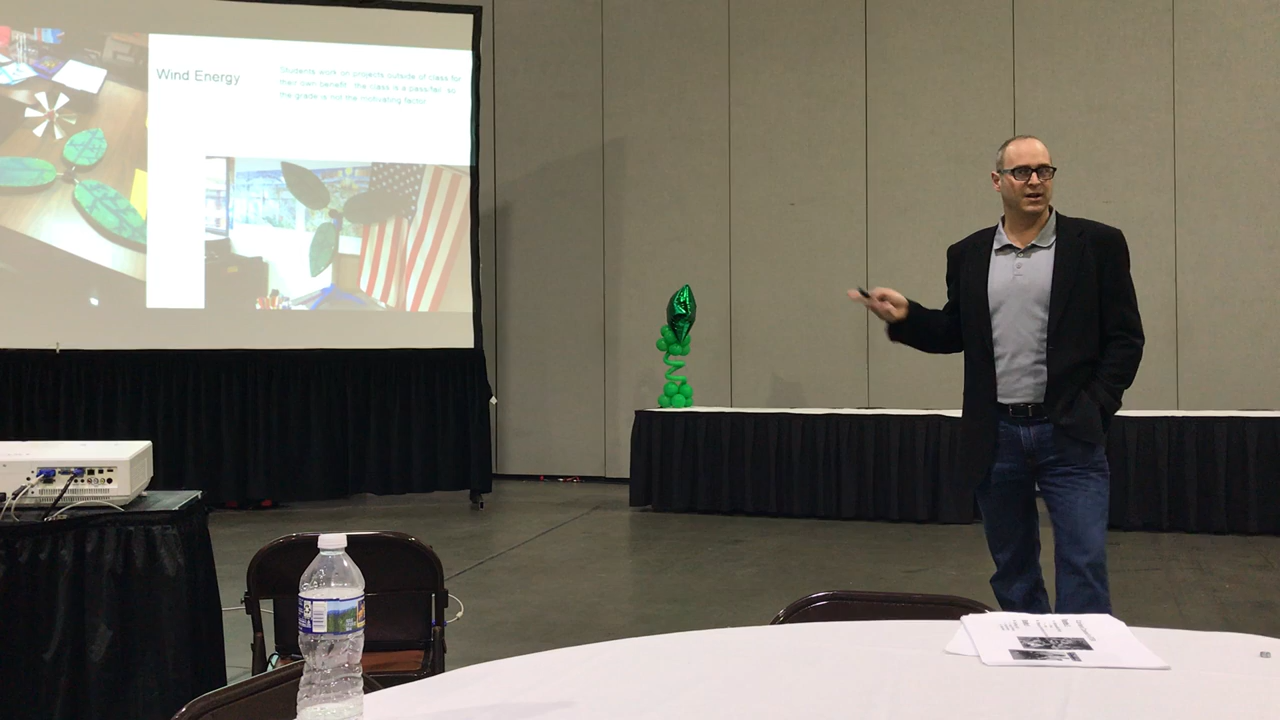 Wind Energy
Students work on projects outside of class for
their own benefit. the class is a pass/fail, so
the grade is not the motivating factor.